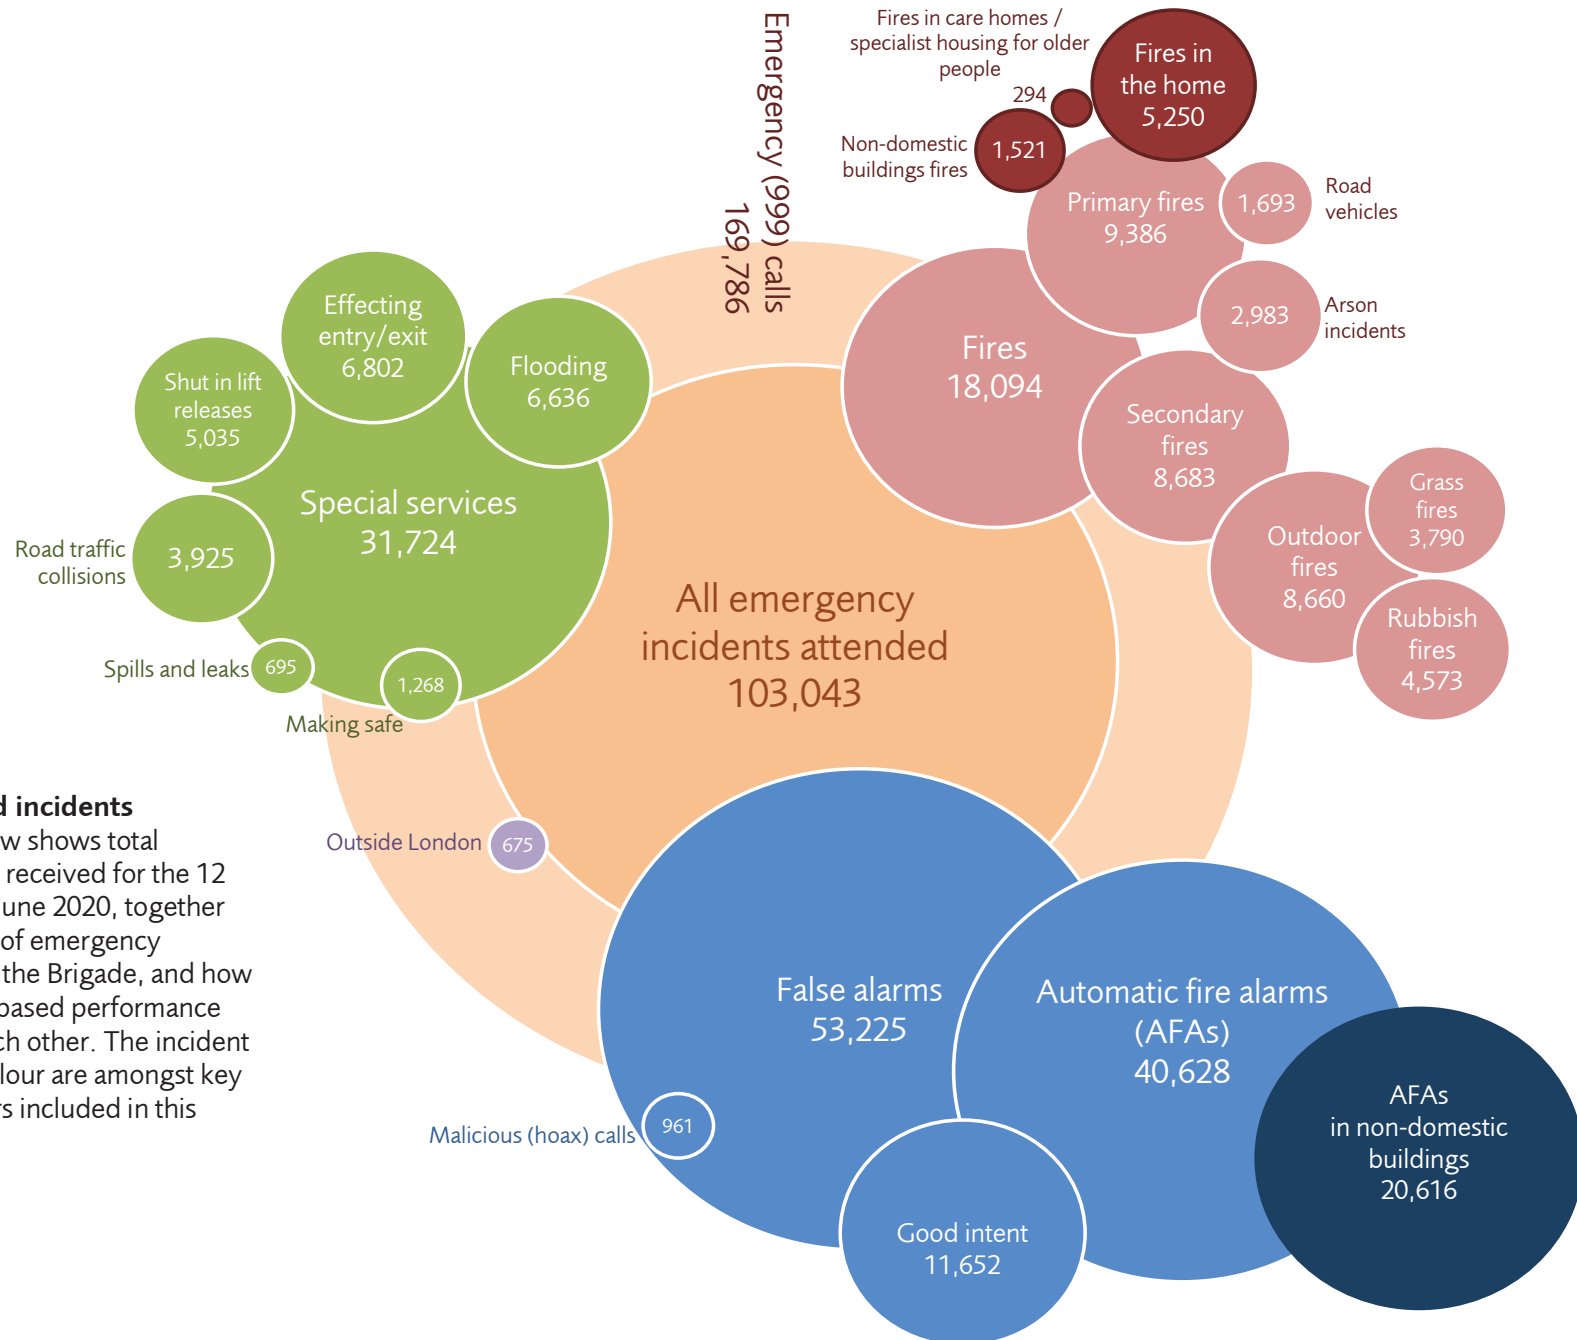 Emergency (999) calls
169,786
Fires in care homes /
specialist housing for older
people
294
Fires in
the home
5,250
Non-domestic
buildings fires
1,521
Primary fires
9,386
1,693
Road
vehicles
2,983
Arson
incidents
Fires
18,094
Secondary
fires
8,683
Outdoor
fires
8,660
Grass
fires
3,790
Rubbish
fires
4,573
Effecting
entry/exit
6,802
Flooding
6,636
Shut in lift
releases
5,035
Special services
31,724
Road traffic
collisions
3,925
Spills and leaks
695
1,268
Making safe
All emergency
incidents attended
103,043
Outside London
675
d incidents
w shows total
received for the 12
une 2020, together
of emergency
the Brigade, and how
based performance
ch other. The incident
lour are amongst key
rs included in this
False alarms
53,225
Automatic fire alarms
(AFAs)
40,628
AFAs
in non-domestic
buildings
20,616
Malicious (hoax) calls
961
Good intent
11,652